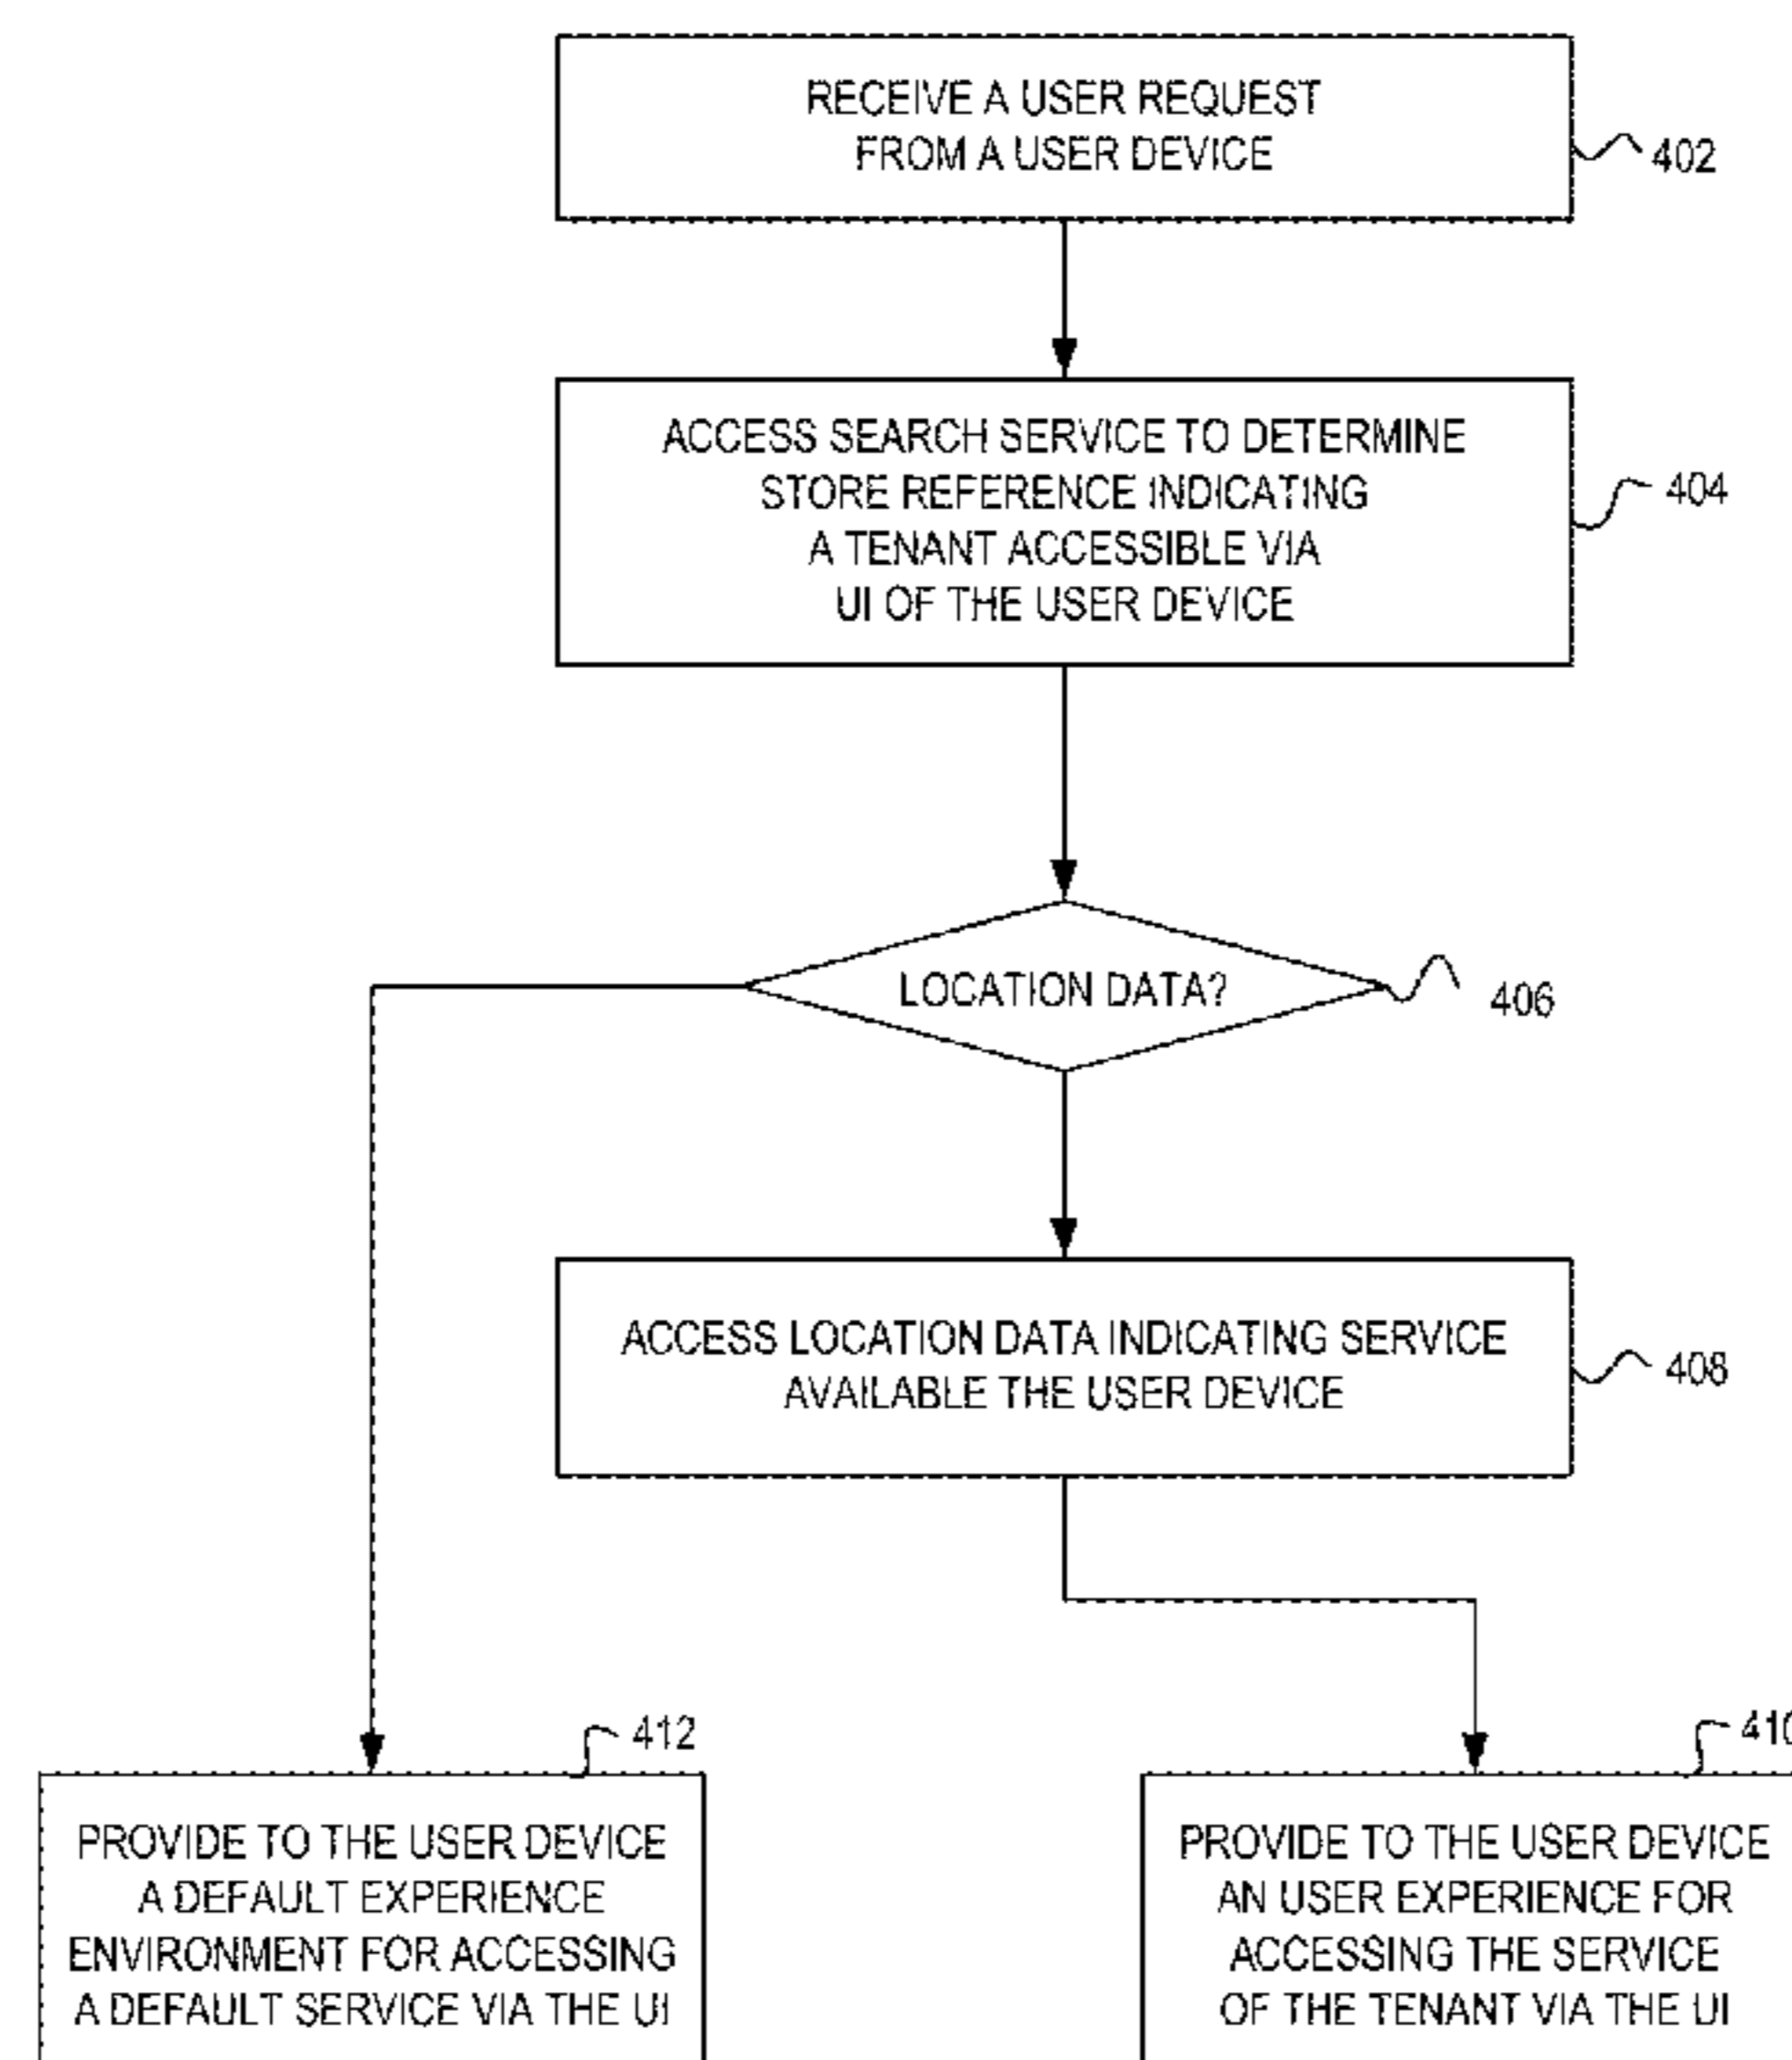 RECEIVE A USER REQUEST
FROM A USER DEVICE
402
ACCESS SEARCH SERVICE TO DETERMINE
STORE REFERENCE INDICATING
A TENANT ACCESSIBLE VIA
UI OF THE USER DEVICE
404
LOCATION DATA?
406
ACCESS LOCATION DATA INDICATING SERVICE
AVAILABLE THE USER DEVICE
408
412
PROVIDE TO THE USER DEVICE
A DEFAULT EXPERIENCE
ENVIRONMENT FOR ACCESSING
A DEFAULT SERVICE VIA THE UI
410
PROVIDE TO THE USER DEVICE
AN USER EXPERIENCE FOR
ACCESSING THE SERVICE
OF THE TENANT VIA THE UI